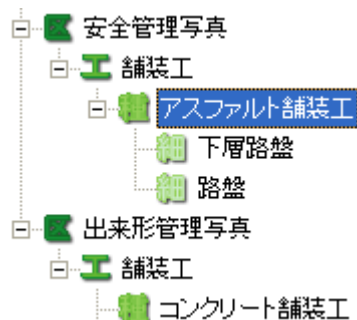 安全管理写真
舗装工
アスファルト舗装工
下層路盤
路盤
出来形管理写真
舗装工
コンクリート舗装工